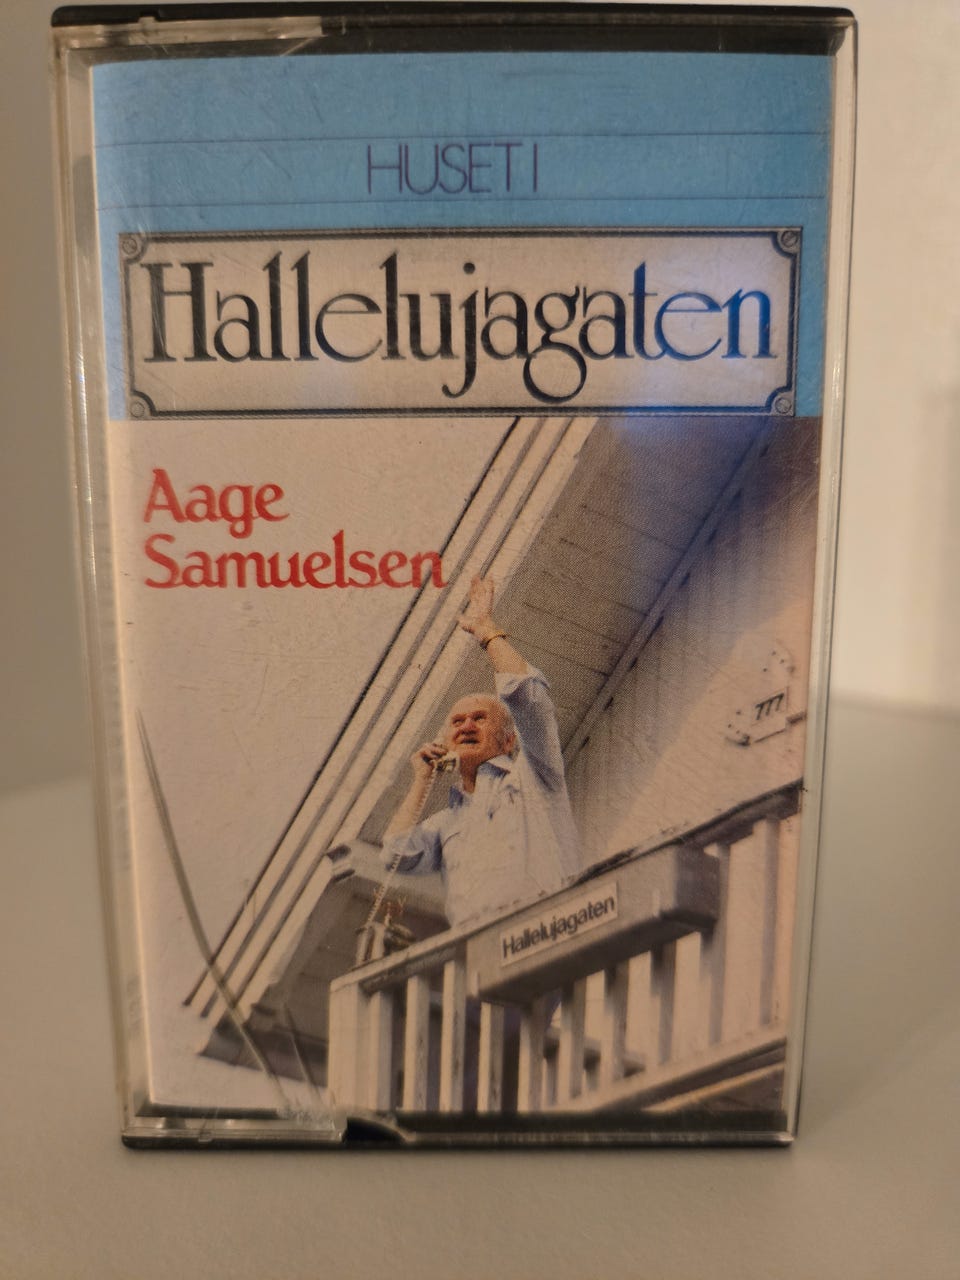 HUSET I
Hallelujagaten
Aage
Samuelsen
777
Hallelujagaten